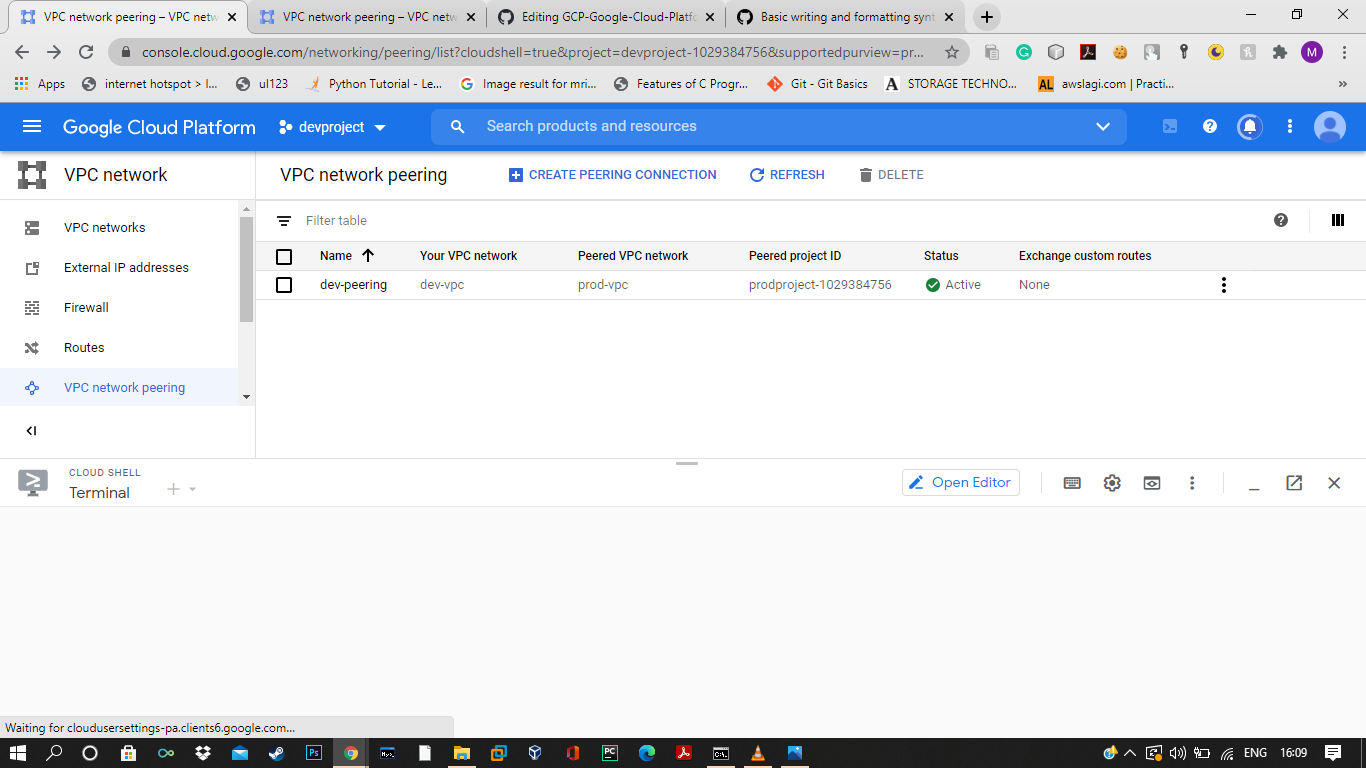 VPC network peering – VPC netw
VPC network peering – VPC netw
Editing GCP-Google-Cloud-Platfo
Basic writing and formatting synt
console.cloud.google.com/networking/peering/list?cloudshell=true&project=devproject-1029384756&supportedpurview=pr...
M
Apps
internet hotspot > I...
ul123
Python Tutorial - Le...
Image result for mri...
Features of C Progr...
Git - Git Basics
STORAGE TECHNO...
awslagi.com | Practi...
Google Cloud Platform
devproject
Search products and resources
VPC network
VPC network peering
CREATE PEERING CONNECTION
REFRESH
DELETE
VPC networks
External IP addresses
Firewall
Routes
VPC network peering
Filter table
Name Your VPC network Peered VPC network Peered project ID Status Exchange custom routes
dev-peering dev-vpc prod-vpc prodproject-1029384756 Active None
CLOUD SHELL
Terminal
Open Editor
Waiting for cloudusersettings-pa.clients6.google.com...
ENG
16:09